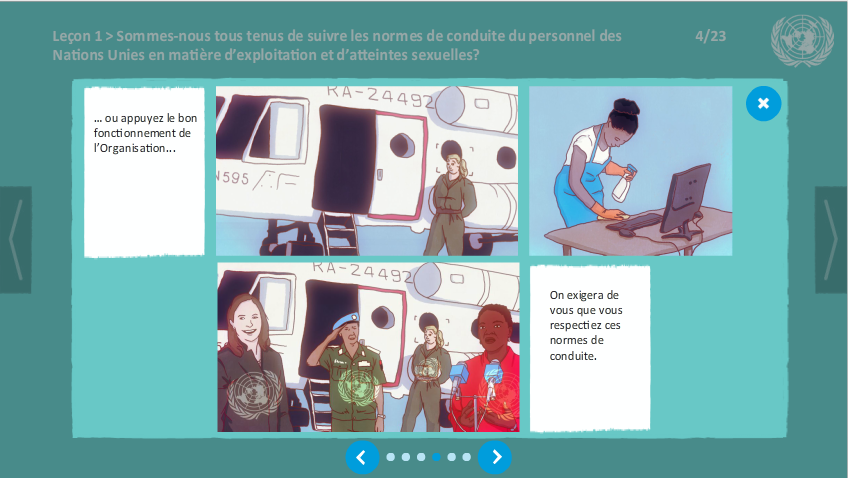 Leçon 1 > Sommes-nous tous tenus de suivre les normes de conduite du personnel des
Nations Unies en matière d'exploitation et d'atteintes sexuelles?
4/23
... ou appuyez le bon
fonctionnement de
l'Organisation...
RA-24492
N595
RA-24492
On exigera de
vous que vous
respectiez ces
normes de
conduite.